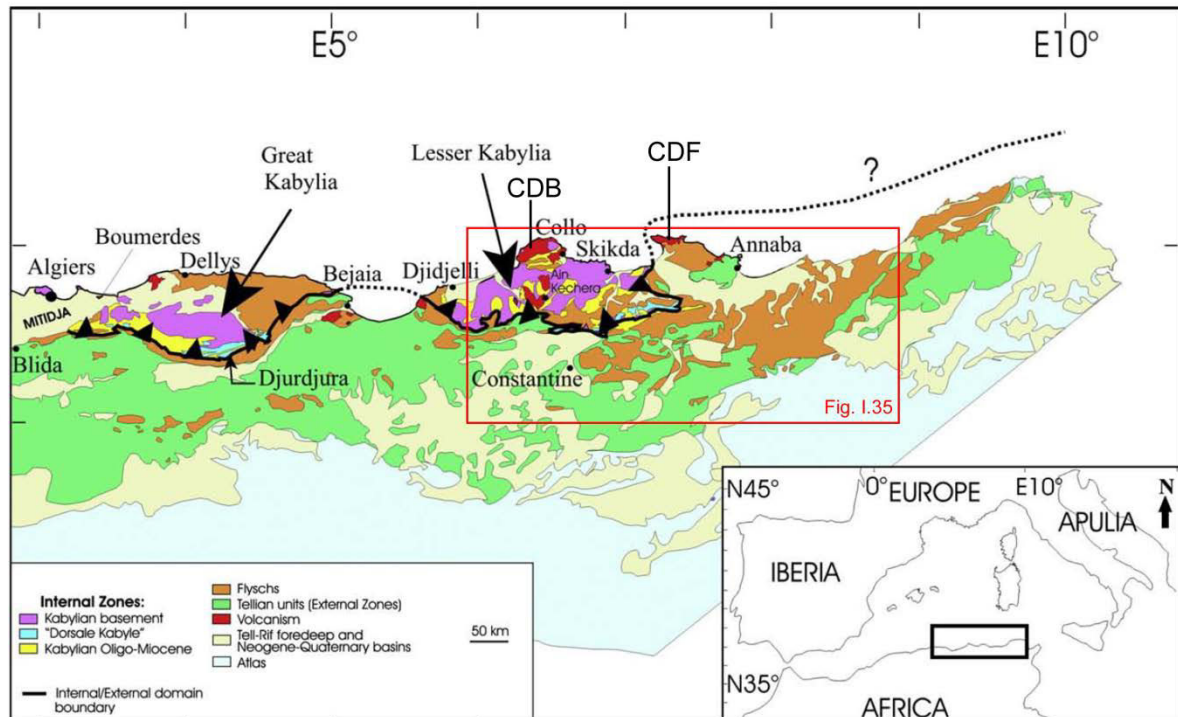 E5°
E10°
Great
Kabylia
Lesser Kabylia
CDB
CDF
?
Collo
Skikda
Annaba
Boumerdes
Algiers
Dellys
Bejaia
Djidjelli
Ain
Kechera
MITIDJA
Blida
Djurdjura
Constantine
Fig. I.35
Internal Zones:
Kabylian basement
"Dorsale Kabyle"
Kabylian Oligo-Miocene
Internal/External domain
boundary
Flyschs
Tellian units (External Zones)
Volcanism
Tell-Rif foredeep and
Neogene-Quaternary basins
Atlas
50 km
N45°
0°
EUROPE
E10°
N
APULIA
IBERIA
N35°
AFRICA